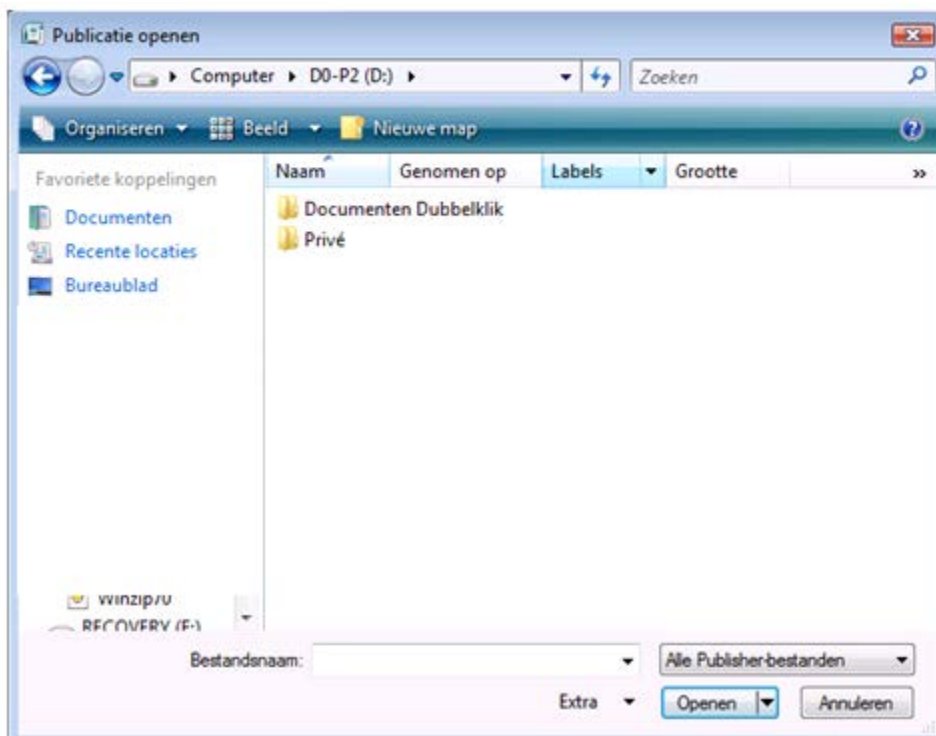 Publicatie openen
Computer D0-P2 (D:) Zoeken
Organiseren Beeld Nieuwe map
Favoriete koppelingen
Naam Genomen op Labels Grootte »
Documenten
Recente locaties
Bureaublad
Documenten Dubbelklik
Privé
Winzip70
RECOVERY (E:)
Bestandsnaam: Alle Publisher-bestanden
Extra Openen Annuleren